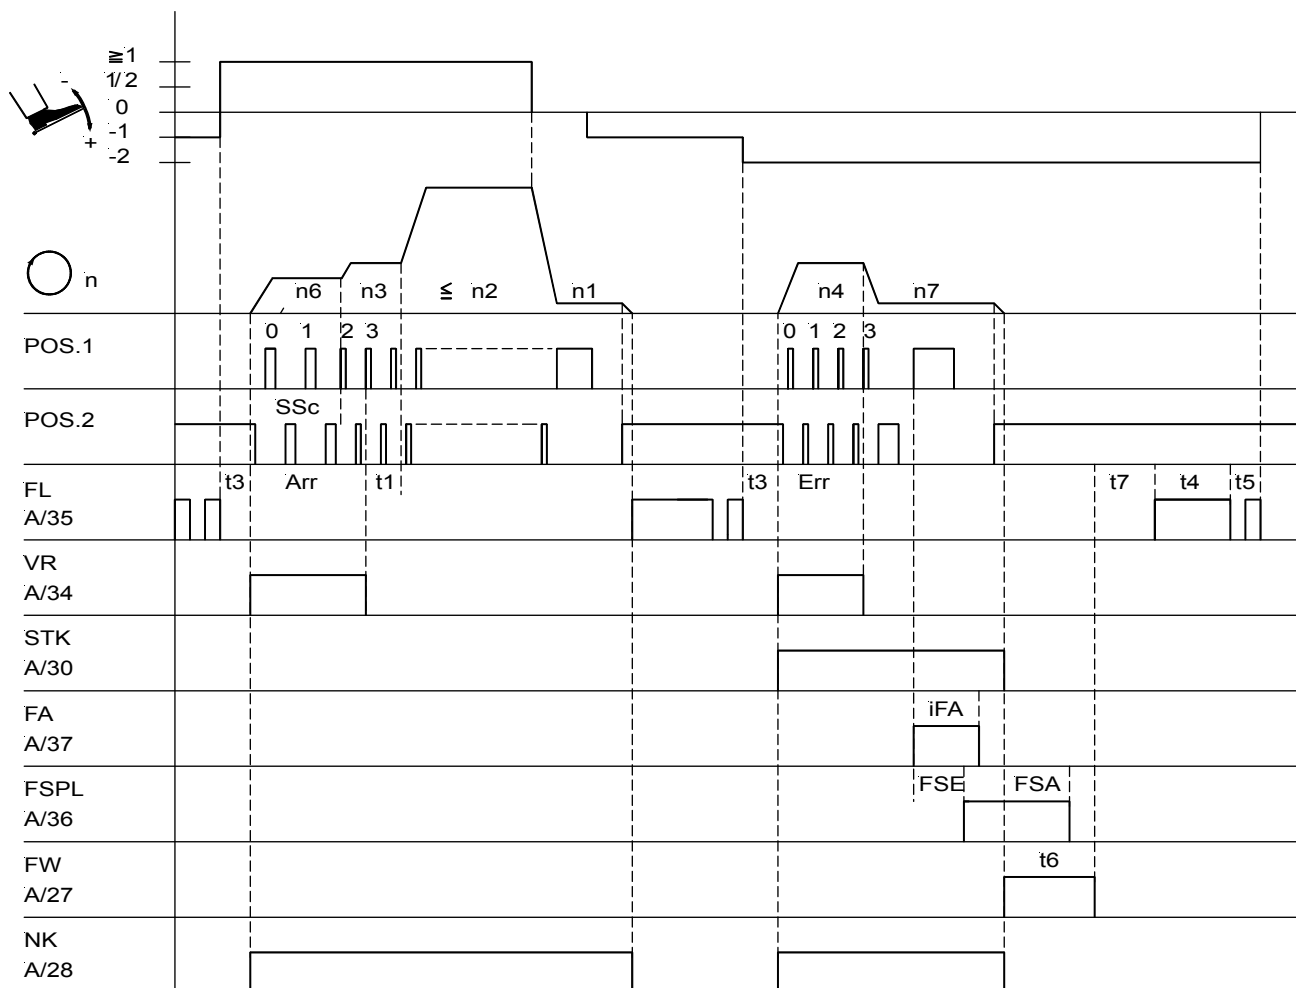 ≧1
- 1/2
0
-1
+
-2
n
n6 n3 ≦ n2 n1 n4 n7
POS.1
0 1 2 3 0 1 2 3
POS.2
SSc
FL
A/35
t3 Arr t1 t3 Err t7 t4 t5
VR
A/34
STK
A/30
FA
A/37
iFA
FSPL
A/36
FSE FSA
FW
A/27
t6
NK
A/28